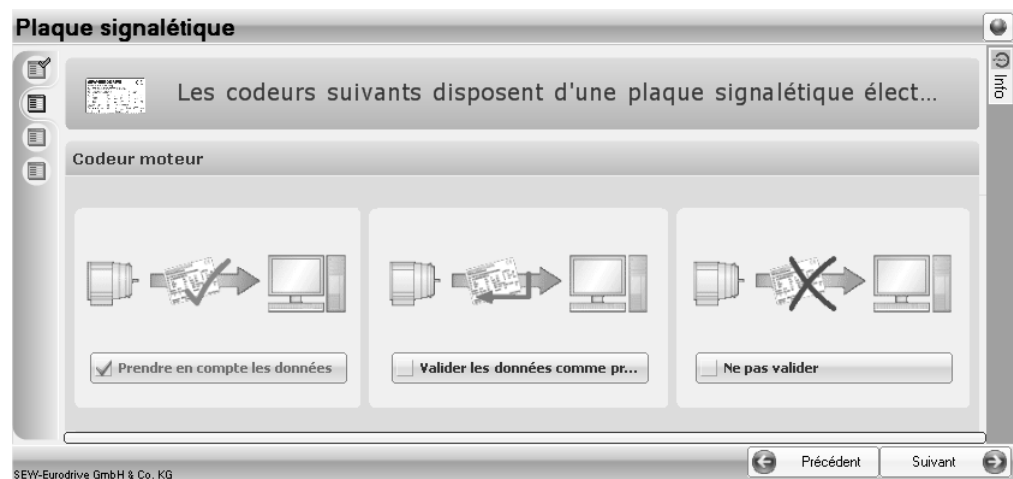 Plaque signalétique
Info
Les codeurs suivants disposent d'une plaque signalétique élect...
Codeur moteur
Prendre en compte les données
Valider les données comme pr...
Ne pas valider
Précédent
Suivant
SEW-Eurodrive GmbH & Co. KG